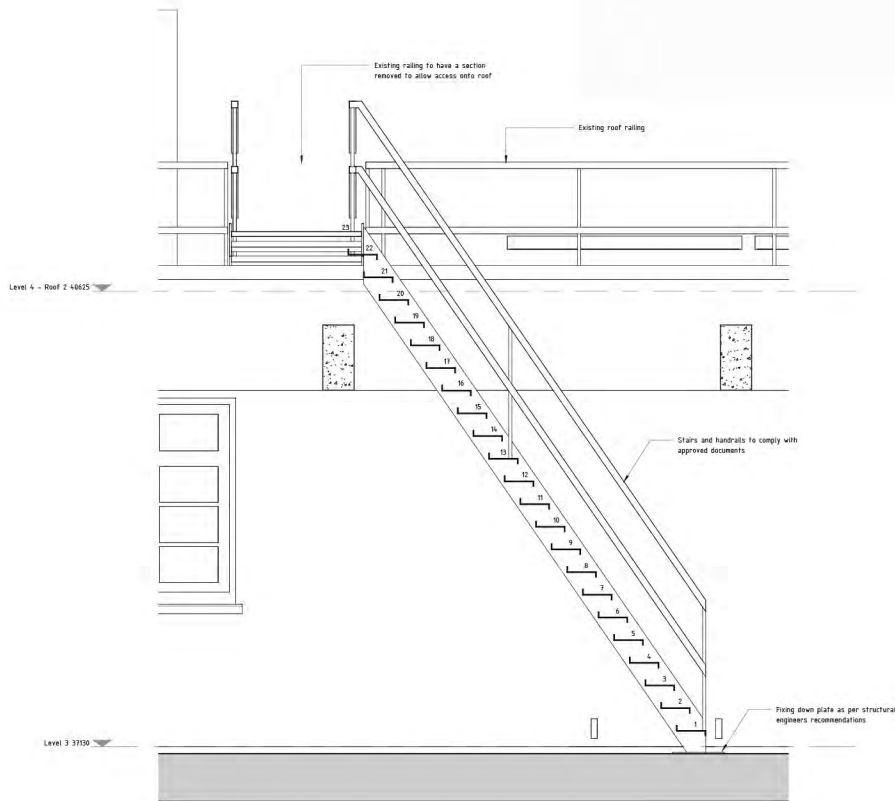 Existing railing to have a section
removed to allow access onto roof
Existing roof railing
23
22
21
Level 4 - Roof 2 40625
20
19
18
17
16
15
14
Stairs and handrails to comply with
approved documents
13
12
11
10
9
8
7
6
5
4
3
2
Fixing down plate as per structural
engineers recommendations
1
Level 3 37130